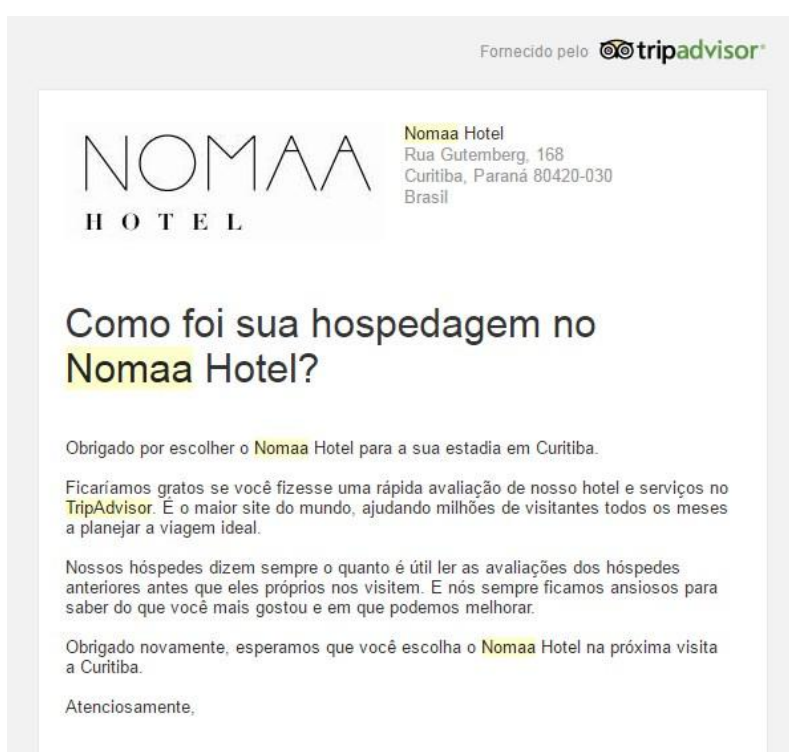 Fornecido pelo tripadvisor®
NOMAA
HOTEL
Nomaa Hotel
Rua Gutemberg, 168
Curitiba, Paraná 80420-030
Brasil
Como foi sua hospedagem no
Nomaa Hotel?
Obrigado por escolher o Nomaa Hotel para a sua estadia em Curitiba.
Ficaríamos gratos se você fizesse uma rápida avaliação de nosso hotel e serviços no
TripAdvisor. É o maior site do mundo, ajudando milhões de visitantes todos os meses
a planejar a viagem ideal.
Nossos hóspedes dizem sempre o quanto é útil ler as avaliações dos hóspedes
anteriores antes que eles próprios nos visitem. E nós sempre ficamos ansiosos para
saber do que você mais gostou e em que podemos melhorar.
Obrigado novamente, esperamos que você escolha o Nomaa Hotel na próxima visita
a Curitiba.
Atenciosamente,